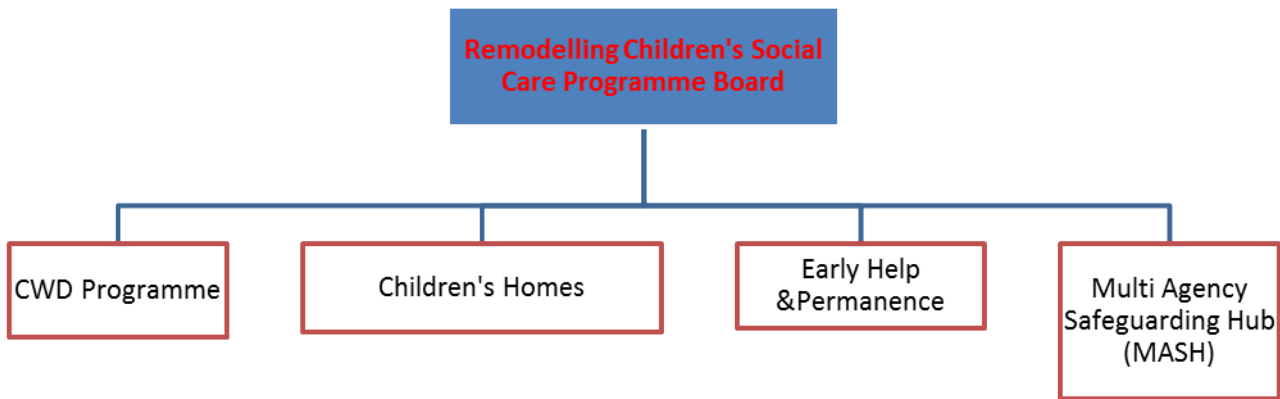 Remodelling Children's Social
Care Programme Board
CWD Programme
Children's Homes
Early Help
&Permanence
Multi Agency
Safeguarding Hub
(MASH)